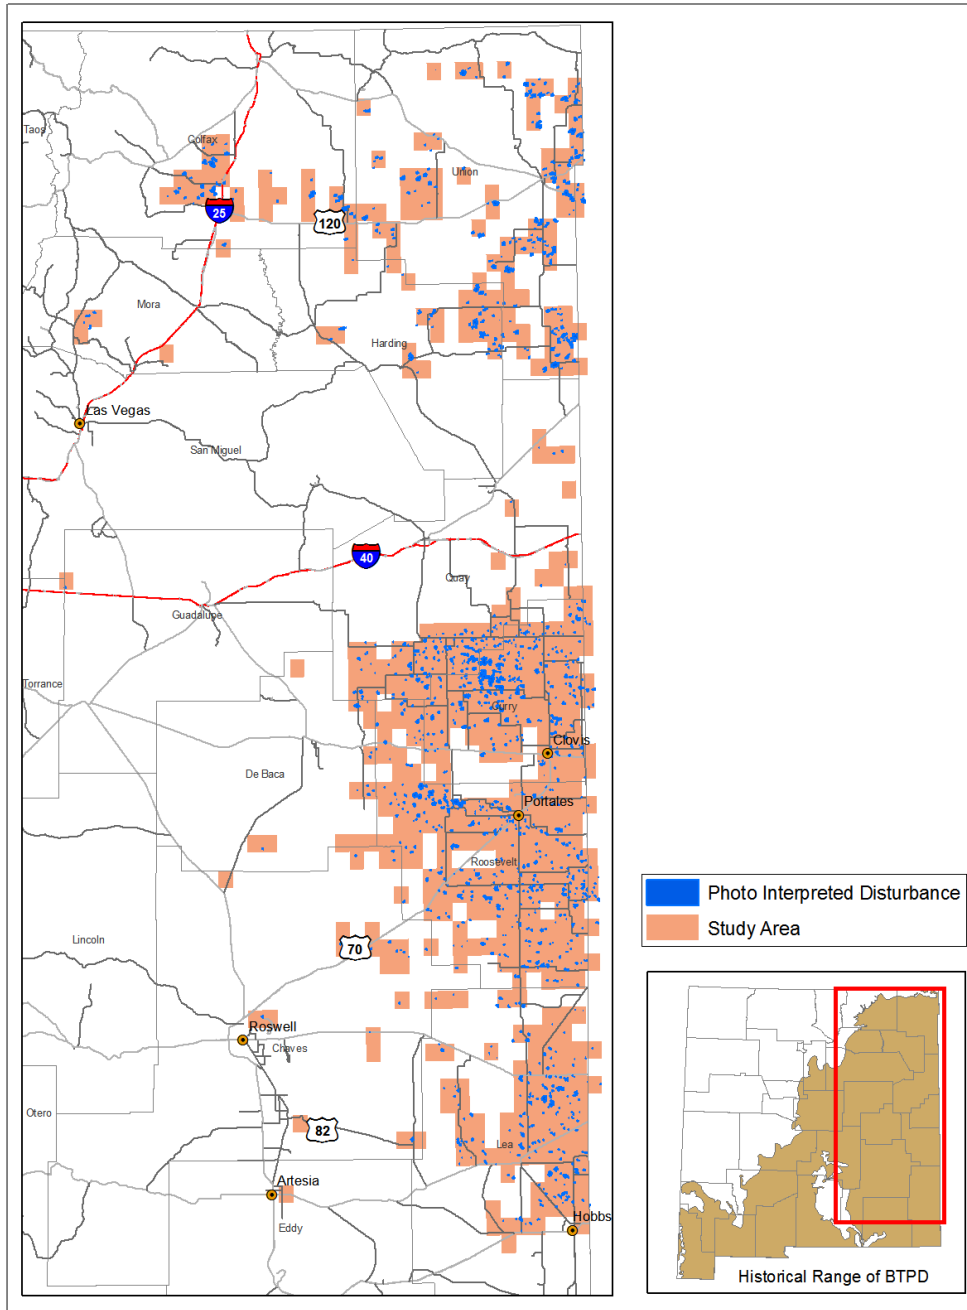 Taos
Colfax
Union
25
120
Mora
Harding
Las Vegas
San Miguel
40
Quay
Guadalupe
Torrance
Curry
Clovis
De Baca
Portales
Roosevelt
Photo Interpreted Disturbance
Study Area
Lincoln
70
Roswell
Chaves
Otero
82
Lea
Artesia
Hobbs
Eddy
Historical Range of BTPD